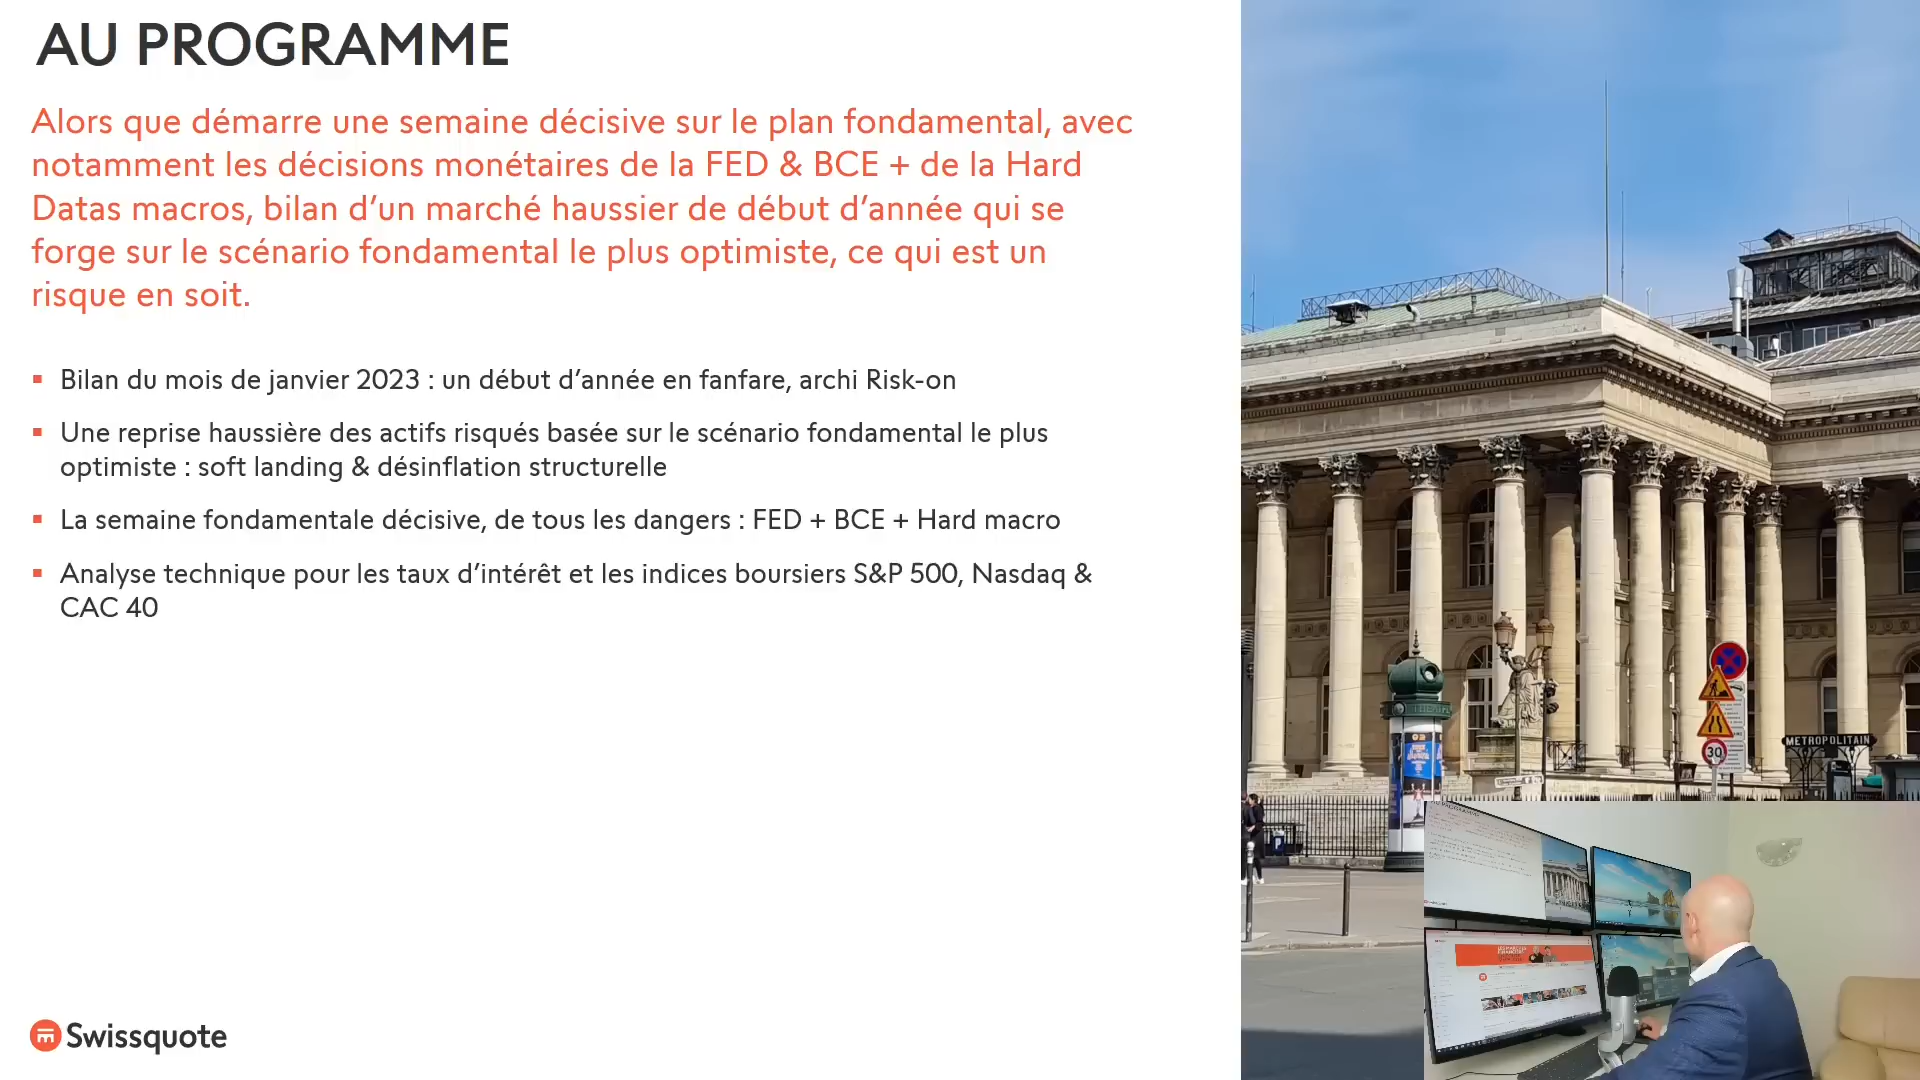 AU PROGRAMME
Alors que démarre une semaine décisive sur le plan fondamental, avec
notamment les décisions monétaires de la FED & BCE + de la Hard
Datas macros, bilan d’un marché haussier de début d’année qui se
forge sur le scénario fondamental le plus optimiste, ce qui est un
risque en soit.
▪ Bilan du mois de janvier 2023 : un début d’année en fanfare, archi Risk-on
▪ Une reprise haussière des actifs risqués basée sur le scénario fondamental le plus
optimiste : soft landing & désinflation structurelle
▪ La semaine fondamentale décisive, de tous les dangers : FED + BCE + Hard macro
▪ Analyse technique pour les taux d’intérêt et les indices boursiers S&P 500, Nasdaq &
CAC 40
30
METROPOLITAIN
Swissquote